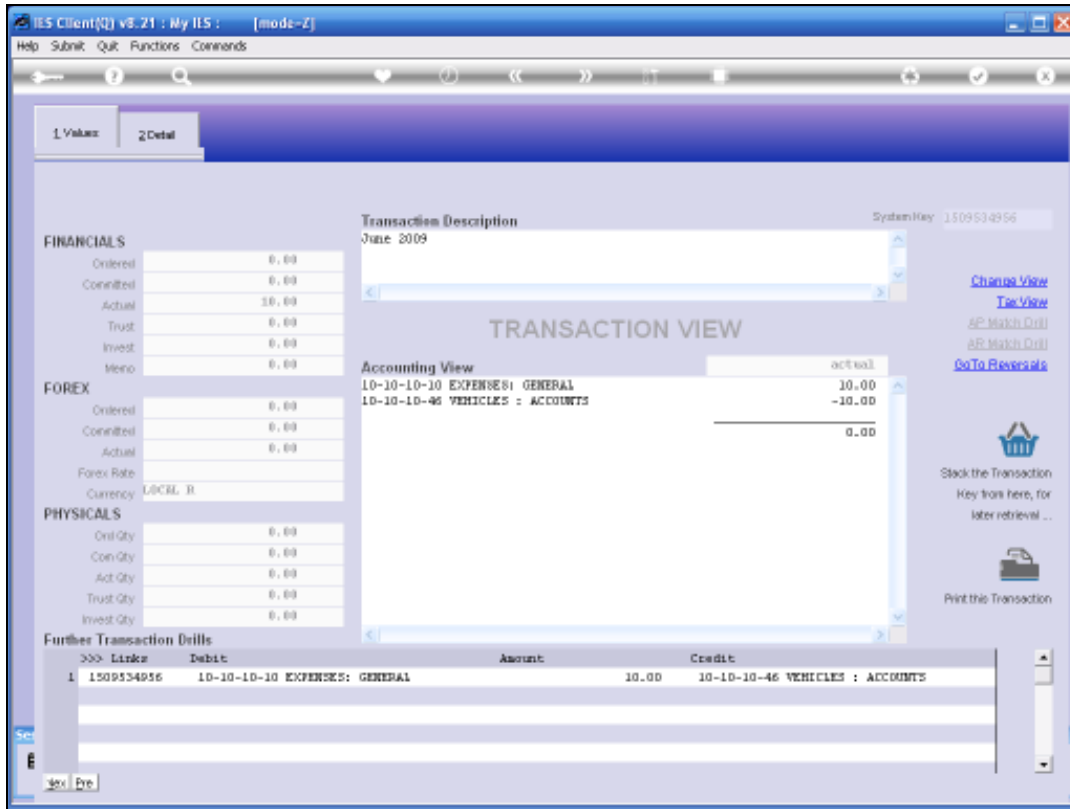 IES Client(Q) v8.21 : My IES : [mode-Z]
Help Submit Quit Functions Commands
1 Values 2 Detail
System Key 1509534956
Transaction Description
June 2009
FINANCIALS
Ordered 0.00
Committed 0.00
Actual 10.00
Trust 0.00
Invest 0.00
Memo 0.00
Change View
Tax View
AP Match Drill
AR Match Drill
GoTo Reversals
TRANSACTION VIEW
Accounting View actual
10-10-10-10 EXPENSES: GENERAL 10.00
10-10-10-46 VEHICLES : ACCOUNTS -10.00
0.00
FOREX
Ordered 0.00
Committed 0.00
Actual 0.00
Forex Rate
Currency LOCAL R
PHYSICALS
Ord Qty 0.00
Com Qty 0.00
Act Qty 0.00
Trust Qty 0.00
Invest Qty 0.00
Stack the Transaction
Key from here, for
later retrieval ...
Print this Transaction
Further Transaction Drills
>>> Links Debit Amount Credit
1 1509534956 10-10-10-10 EXPENSES: GENERAL 10.00 10-10-10-46 VEHICLES : ACCOUNTS
Pre